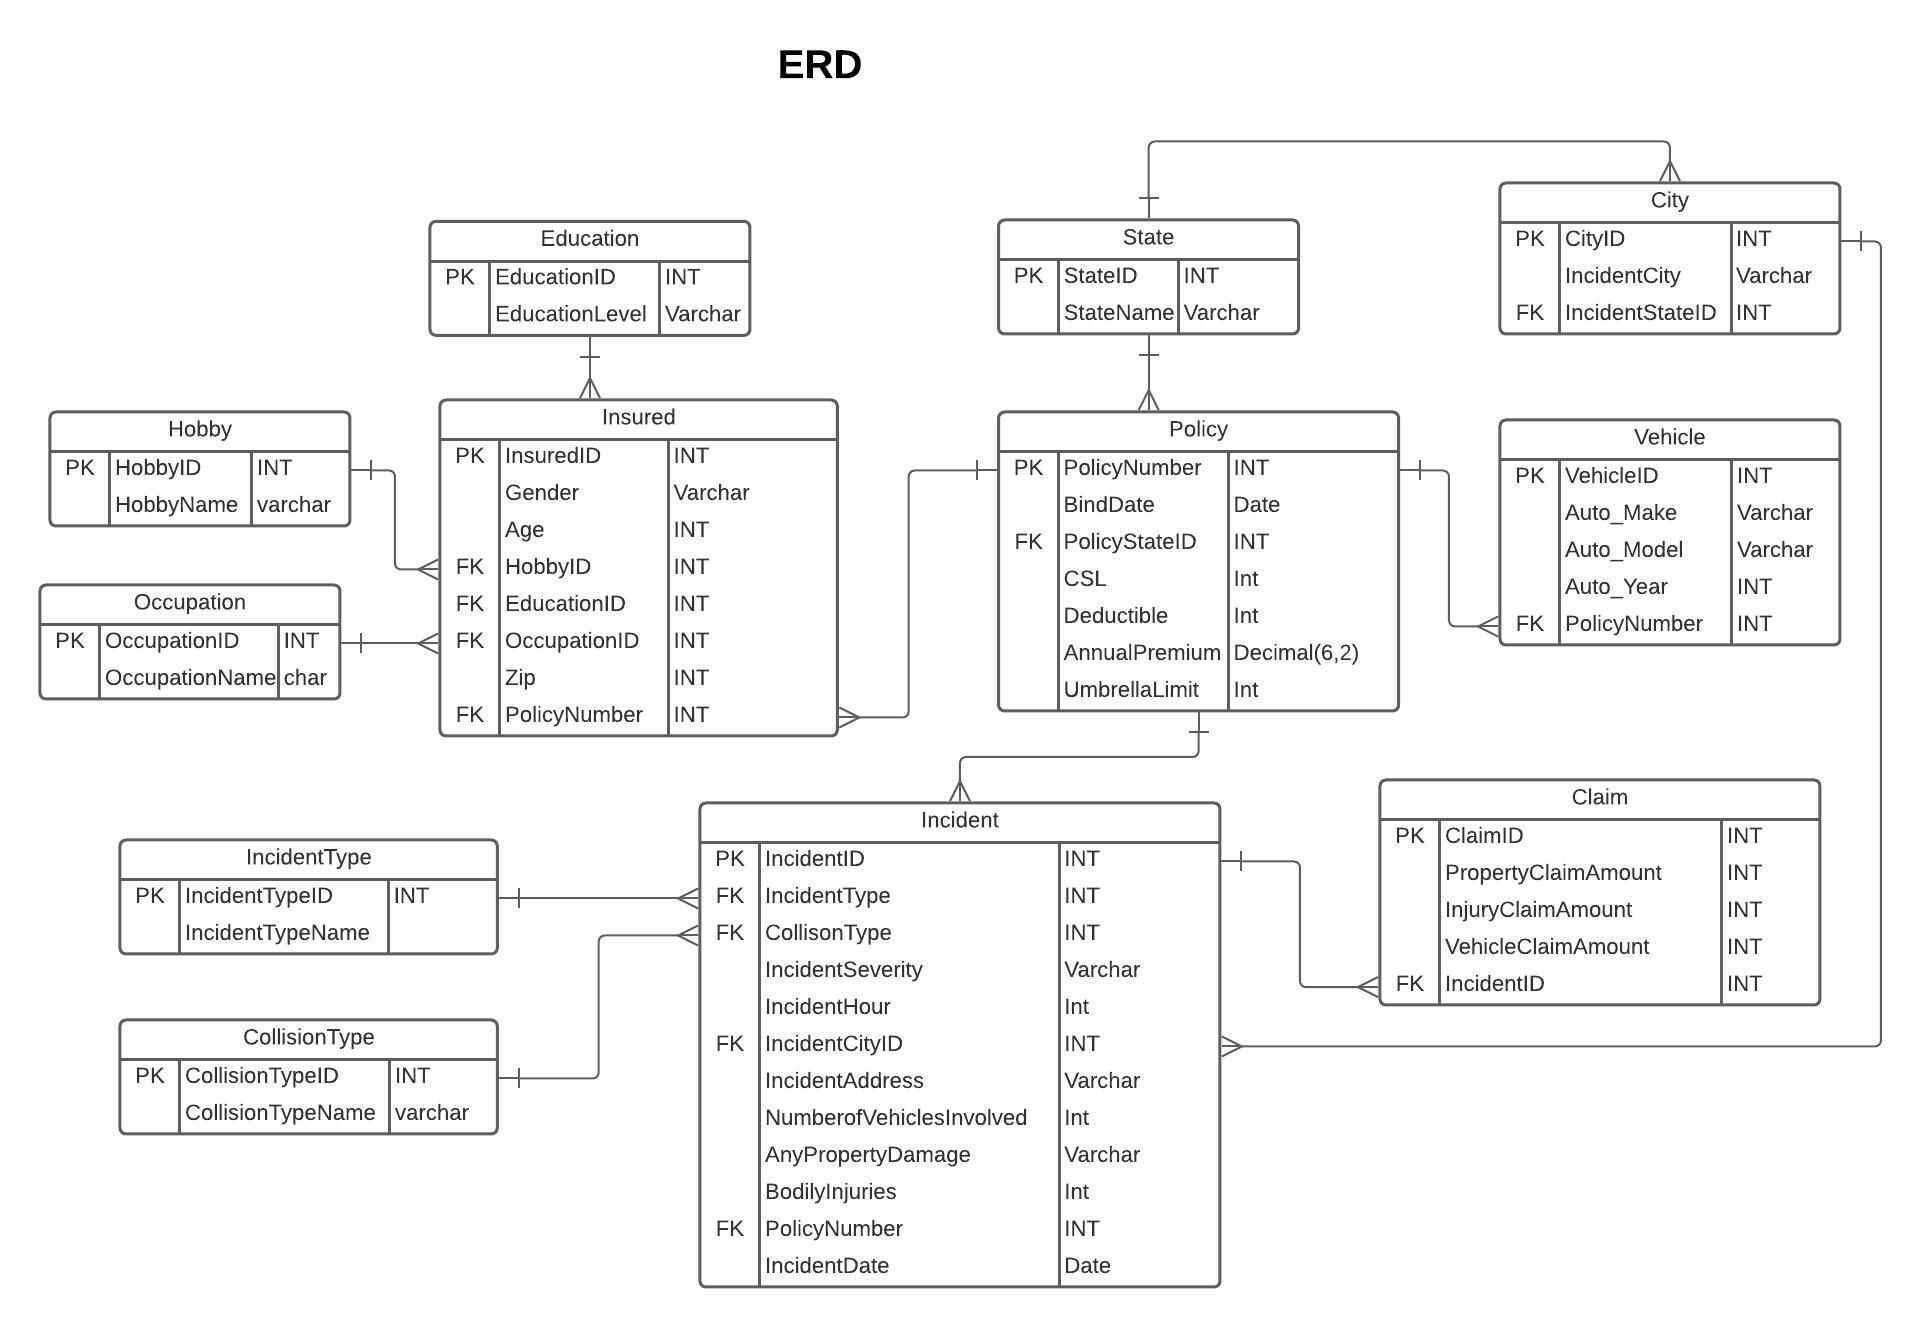 ERD
Education
PK EducationID INT
EducationLevel Varchar
State
PK StateID INT
StateName Varchar
City
PK CityID INT
IncidentCity Varchar
FK IncidentStateID INT
Hobby
PK HobbyID INT
HobbyName varchar
Occupation
PK OccupationID INT
OccupationName char
Insured
PK InsuredID INT
Gender Varchar
Age INT
FK HobbyID INT
FK EducationID INT
FK OccupationID INT
Zip INT
FK PolicyNumber INT
Policy
PK PolicyNumber INT
BindDate Date
FK PolicyStateID INT
CSL Int
Deductible Int
AnnualPremium Decimal(6,2)
UmbrellaLimit Int
Vehicle
PK VehicleID INT
Auto_Make Varchar
Auto_Model Varchar
Auto_Year INT
FK PolicyNumber INT
IncidentType
PK IncidentTypeID INT
IncidentTypeName
CollisionType
PK CollisionTypeID INT
CollisionTypeName varchar
Incident
PK IncidentID INT
FK IncidentType INT
FK CollisonType INT
IncidentSeverity Varchar
IncidentHour Int
FK IncidentCityID INT
IncidentAddress Varchar
NumberofVehiclesInvolved Int
AnyPropertyDamage Varchar
BodilyInjuries Int
FK PolicyNumber INT
IncidentDate Date
Claim
PK ClaimID INT
PropertyClaimAmount INT
InjuryClaimAmount INT
VehicleClaimAmount INT
FK IncidentID INT